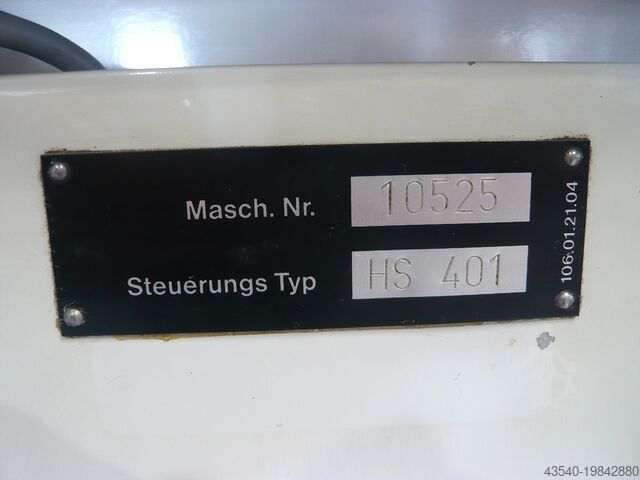 Masch. Nr. 10525
Steuerungs Typ HS 401
106.01.21.04
43540-19842880